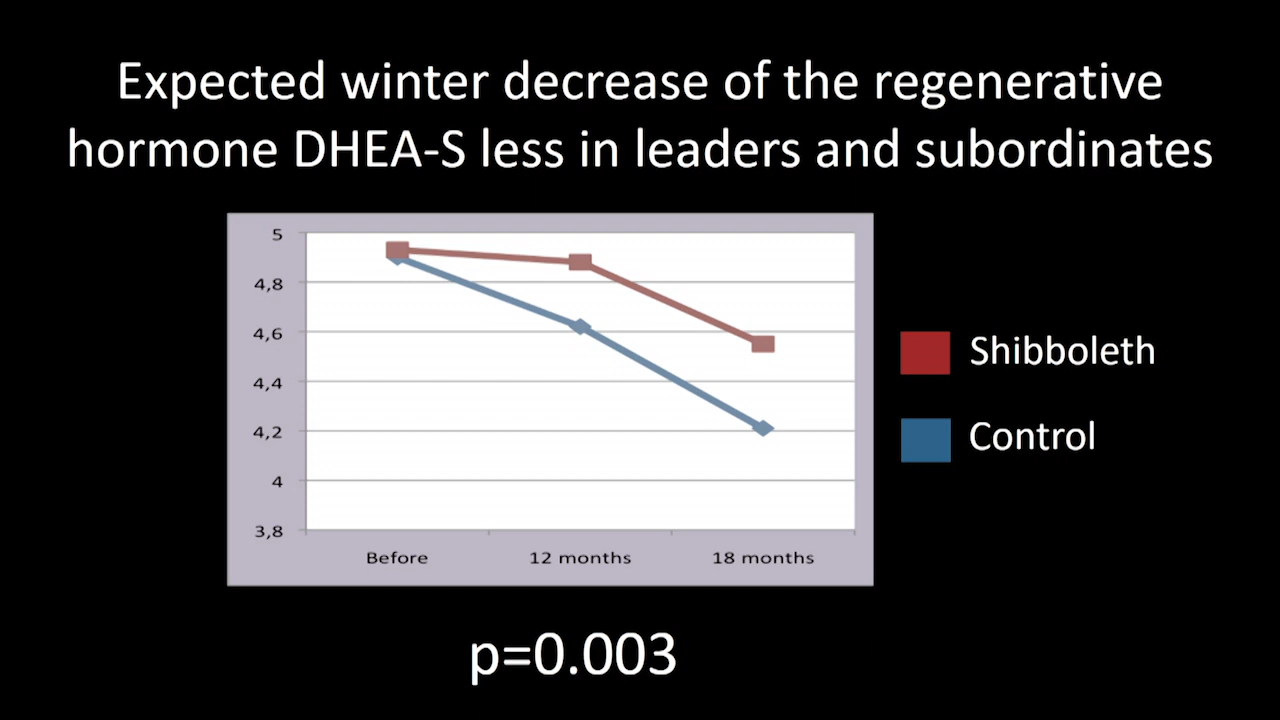 Expected winter decrease of the regenerative
hormone DHEA-S less in leaders and subordinates
5
4,8
4,6
4,4
4,2
4
3,8
Before 12 months 18 months
Shibboleth
Control
p=0.003